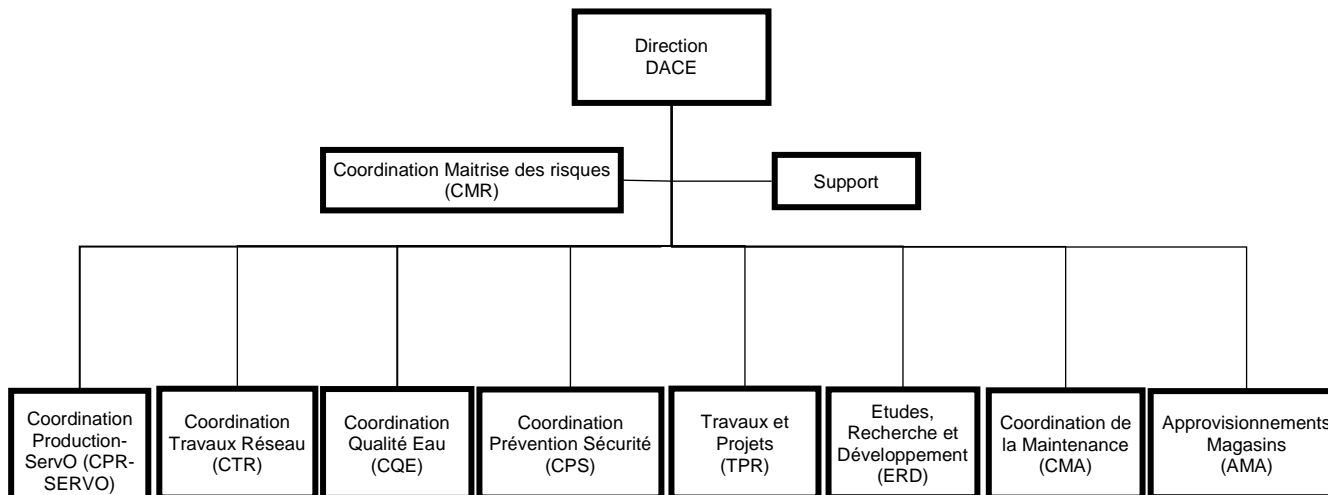 Direction
DACE
Coordination Maitrise des risques
(CMR)
Support
Coordination
Production-
ServO (CPR-
SERVO)
Coordination
Travaux Réseau
(CTR)
Coordination
Qualité Eau
(CQE)
Coordination
Prévention Sécurité
(CPS)
Travaux et
Projets
(TPR)
Etudes,
Recherche et
Développement
(ERD)
Coordination de
la Maintenance
(CMA)
Approvisionnements
Magasins
(AMA)